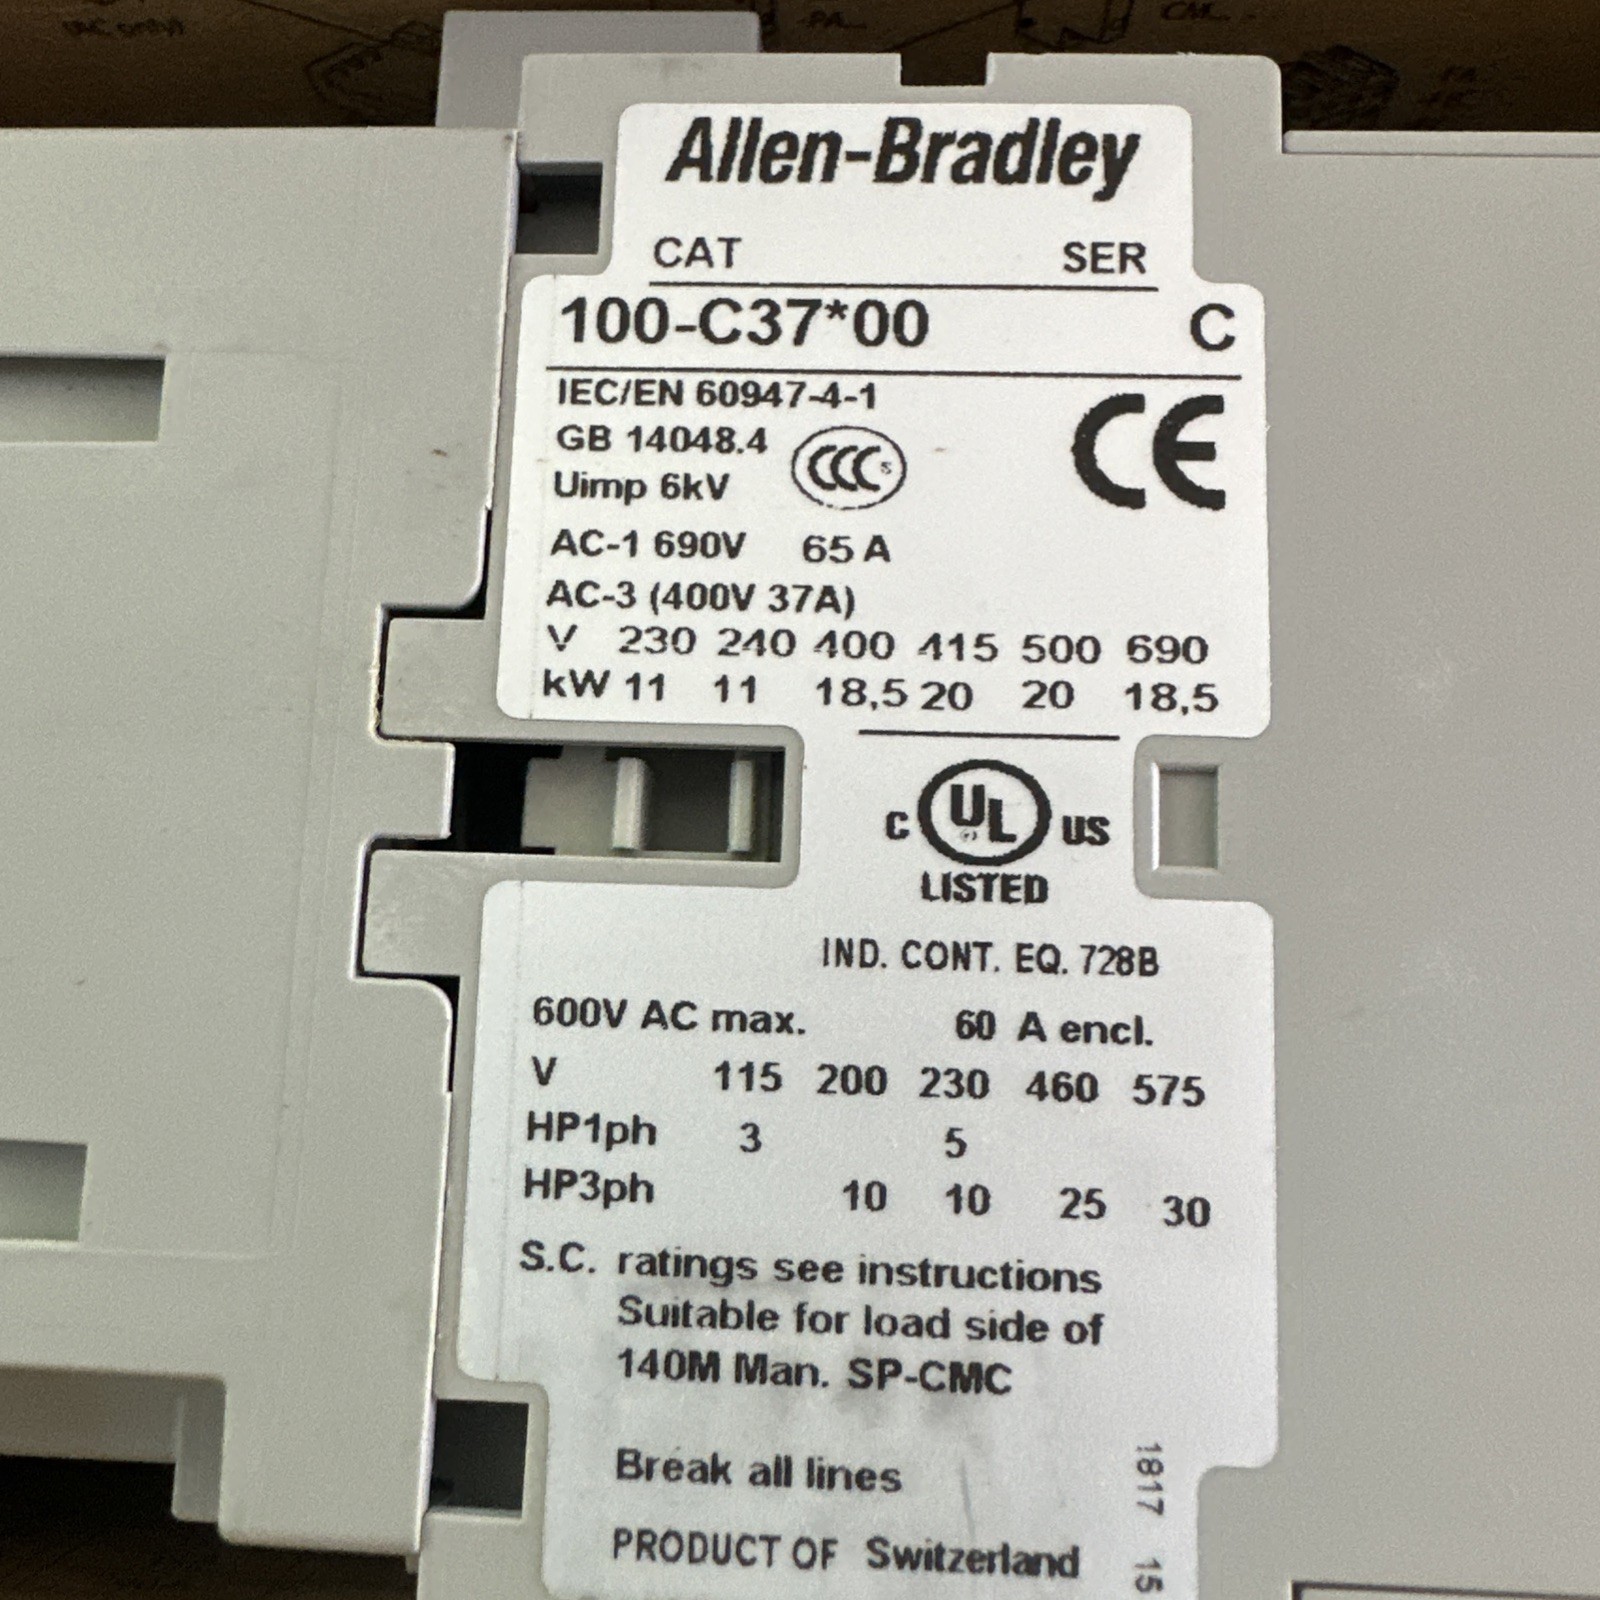 PA
CMC
Allen-Bradley
CAT SER
100-C37*00 C
IEC/EN 60947-4-1
GB 14048.4
CCC S
CE
Uimp 6kV
AC-1 690V 65 A
AC-3 (400V 37A)
V 230 240 400 415 500 690
kW 11 11 18,5 20 20 18,5
C UL US
LISTED
IND. CONT. EQ. 728B
600V AC max. 60 A encl.
V 115 200 230 460 575
HP1ph 3 5
HP3ph 10 10 25 30
S.C. ratings see instructions
Suitable for load side of
140M Man. SP-CMC
Break all lines
PRODUCT OF Switzerland
1817 15